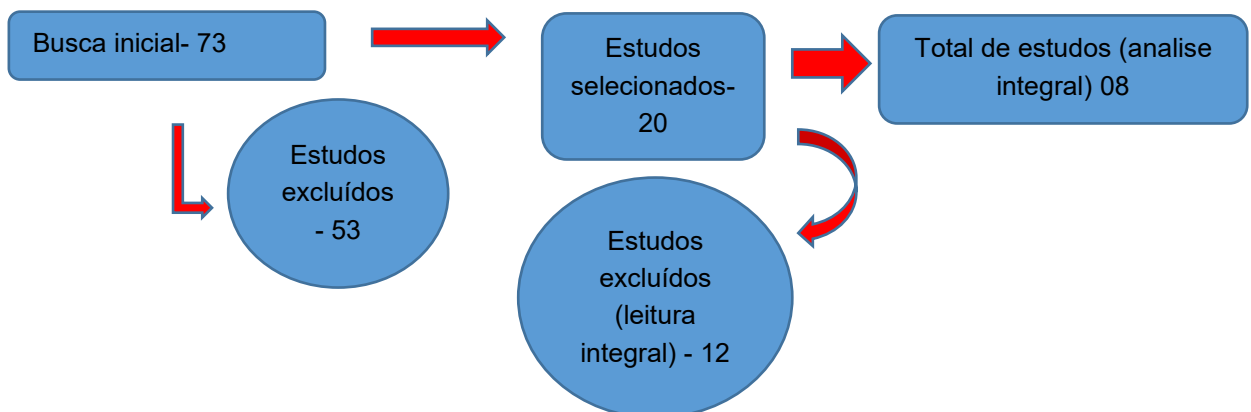 Busca inicial- 73
Estudos
selecionados-
20
Total de estudos (analise
integral) 08
Estudos
excluídos
- 53
Estudos
excluídos
(leitura
integral) - 12